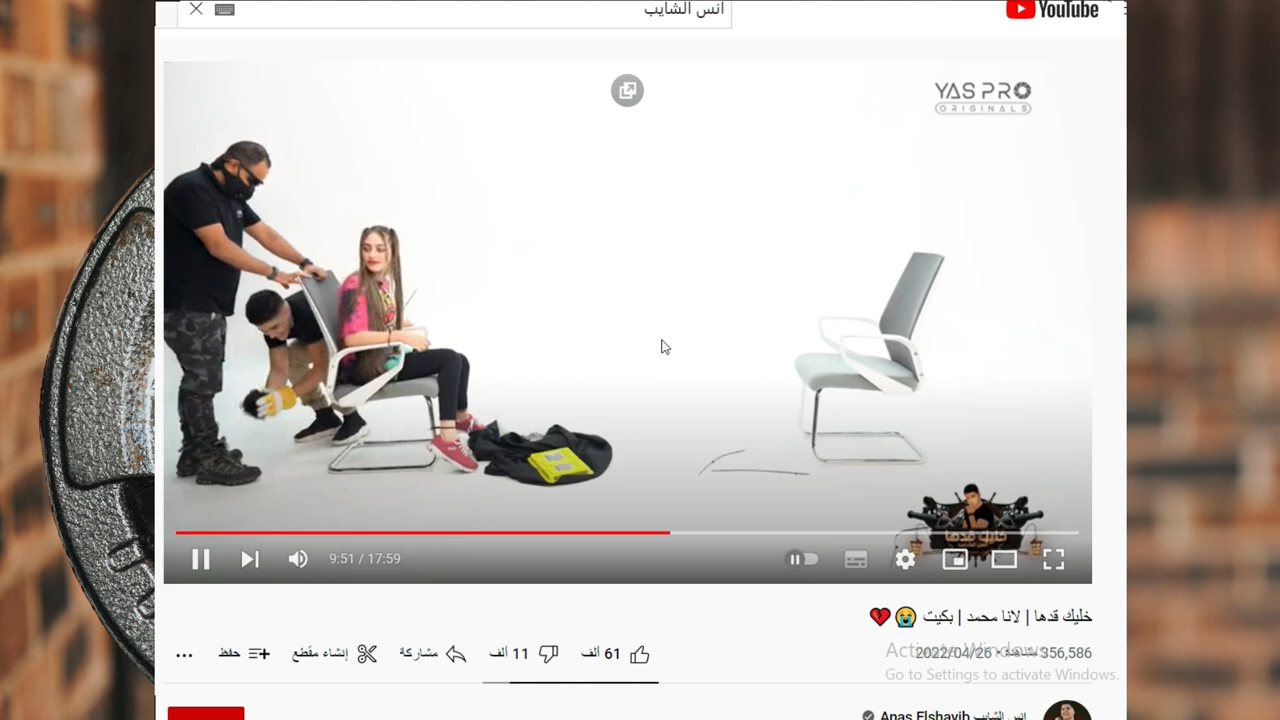 انس الشايب
YouTube
YAS PRO
ORIGINALS
خليك قدها
9:51 / 17:59
خليك قدها | لانا محمد | بكيت 😭 💔
356,586 مشاهدة • 2022/04/26
61 ألف
11 ألف
مشاركة
إنشاء مقطع
حفظ
Activate Windows
Go to Settings to activate Windows.
انس الشايب Anas Elshayib